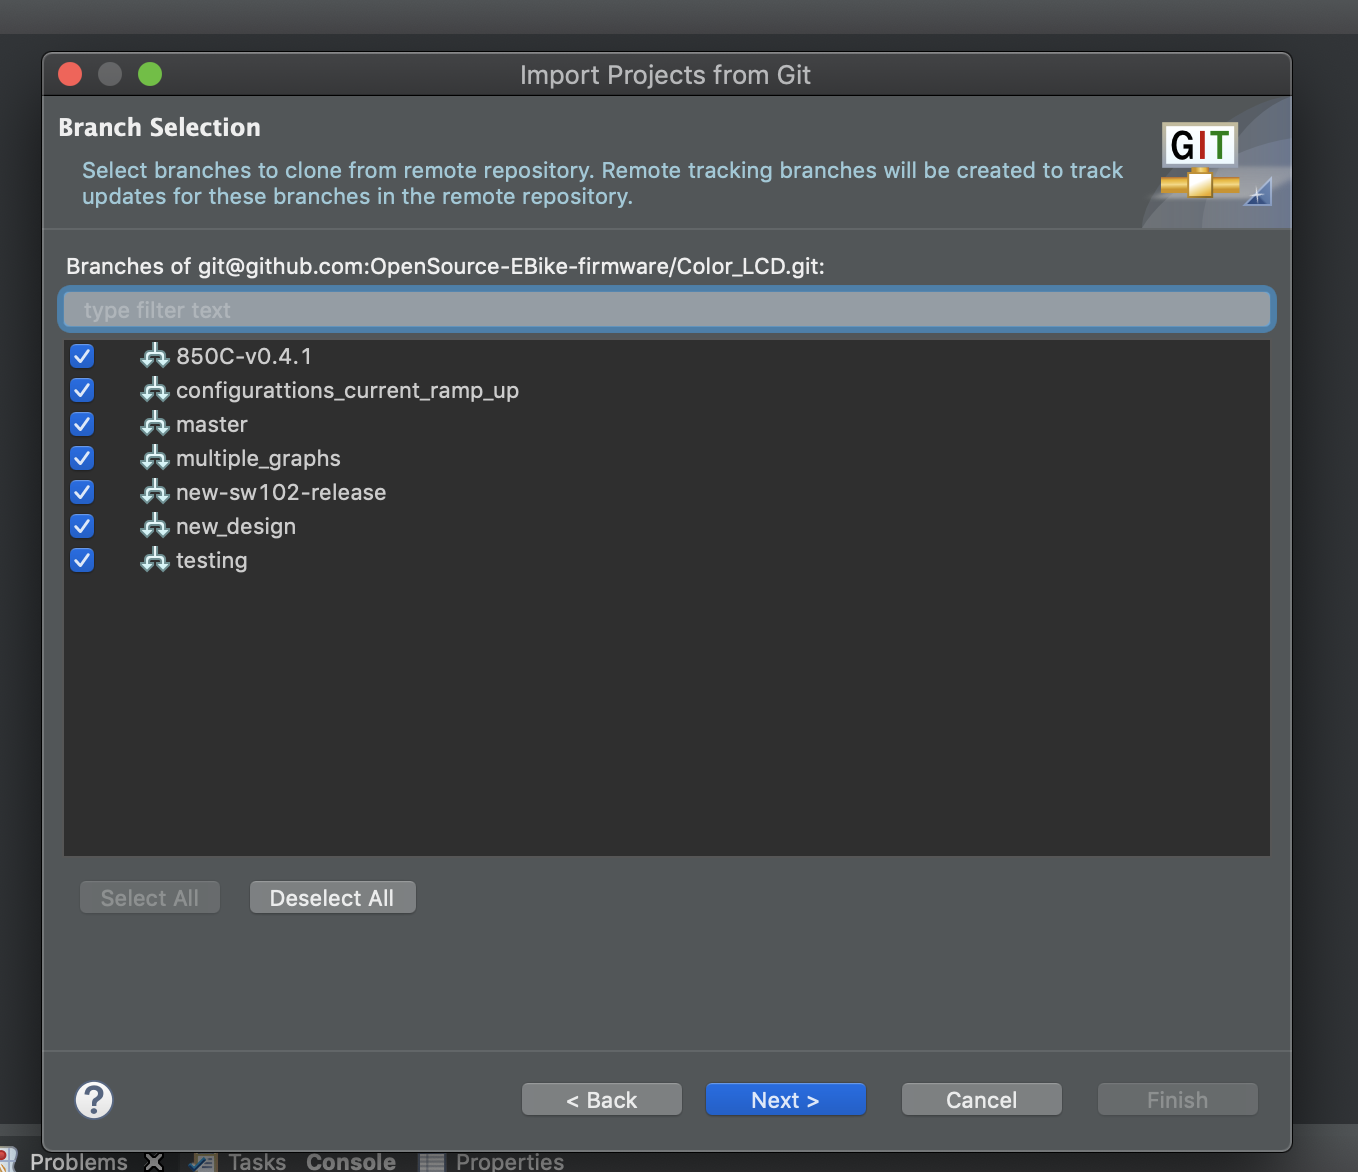 Import Projects from Git
Branch Selection
Select branches to clone from remote repository. Remote tracking branches will be created to track
updates for these branches in the remote repository.
GIT
Branches of git@github.com:OpenSource-EBike-firmware/Color_LCD.git:
type filter text
850C-v0.4.1
configurattions_current_ramp_up
master
multiple_graphs
new-sw102-release
new_design
testing
Select All
Deselect All
?
< Back
Next >
Cancel
Finish
Problems
Tasks
Console
Properties